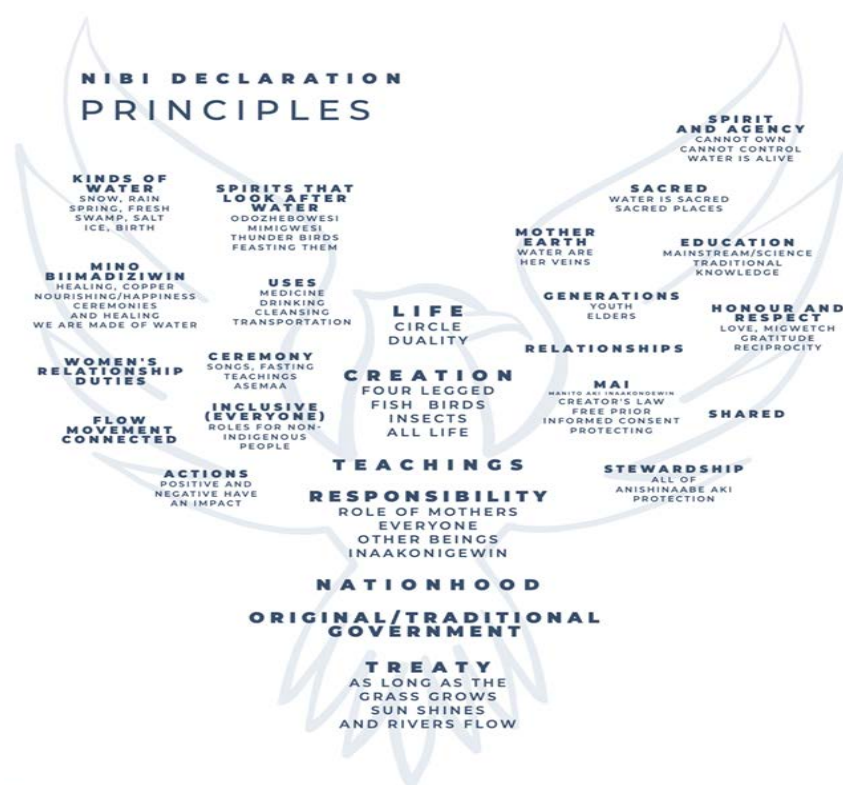 NIBI DECLARATION
PRINCIPLES
KINDS OF
WATER
SNOW, RAIN
SPRING, FRESH
SWAMP, SALT
ICE, BIRTH
SPIRITS THAT
LOOK AFTER
WATER
ODOZHEBOWESI
MIMIGWESI
THUNDER BIRDS
FEASTING THEM
MINO
BIIMADIZIWIN
HEALING, COPPER
NOURISHING/HAPPINESS
CEREMONIES
AND HEALING
WE ARE MADE OF WATER
USES
MEDICINE
DRINKING
CLEANSING
TRANSPORTATION
WOMEN'S
RELATIONSHIP
DUTIES
CEREMONY
SONGS, FASTING
TEACHINGS
ASEMAA
FLOW
MOVEMENT
CONNECTED
INCLUSIVE
(EVERYONE)
ROLES FOR NON-
INDIGENOUS
PEOPLE
ACTIONS
POSITIVE AND
NEGATIVE HAVE
AN IMPACT
LIFE
CIRCLE
DUALITY
CREATION
FOUR LEGGED
FISH BIRDS
INSECTS
ALL LIFE
TEACHINGS
RESPONSIBILITY
ROLE OF MOTHERS
EVERYONE
OTHER BEINGS
INAAKONIGEWIN
NATIONHOOD
ORIGINAL/TRADITIONAL
GOVERNMENT
TREATY
AS LONG AS THE
GRASS GROWS
SUN SHINES
AND RIVERS FLOW
SPIRIT
AND AGENCY
CANNOT OWN
CANNOT CONTROL
WATER IS ALIVE
SACRED
WATER IS SACRED
SACRED PLACES
MOTHER
EARTH
WATER ARE
HER VEINS
EDUCATION
MAINSTREAM/SCIENCE
TRADITIONAL
KNOWLEDGE
GENERATIONS
YOUTH
ELDERS
HONOUR AND
RESPECT
LOVE, MIGWETCH
GRATITUDE
RECIPROCITY
RELATIONSHIPS
MAI
MANITO AKI INAAKONGEWIN
CREATOR'S LAW
FREE PRIOR
INFORMED CONSENT
PROTECTING
SHARED
STEWARDSHIP
ALL OF
ANISHINAABE AKI
PROTECTION